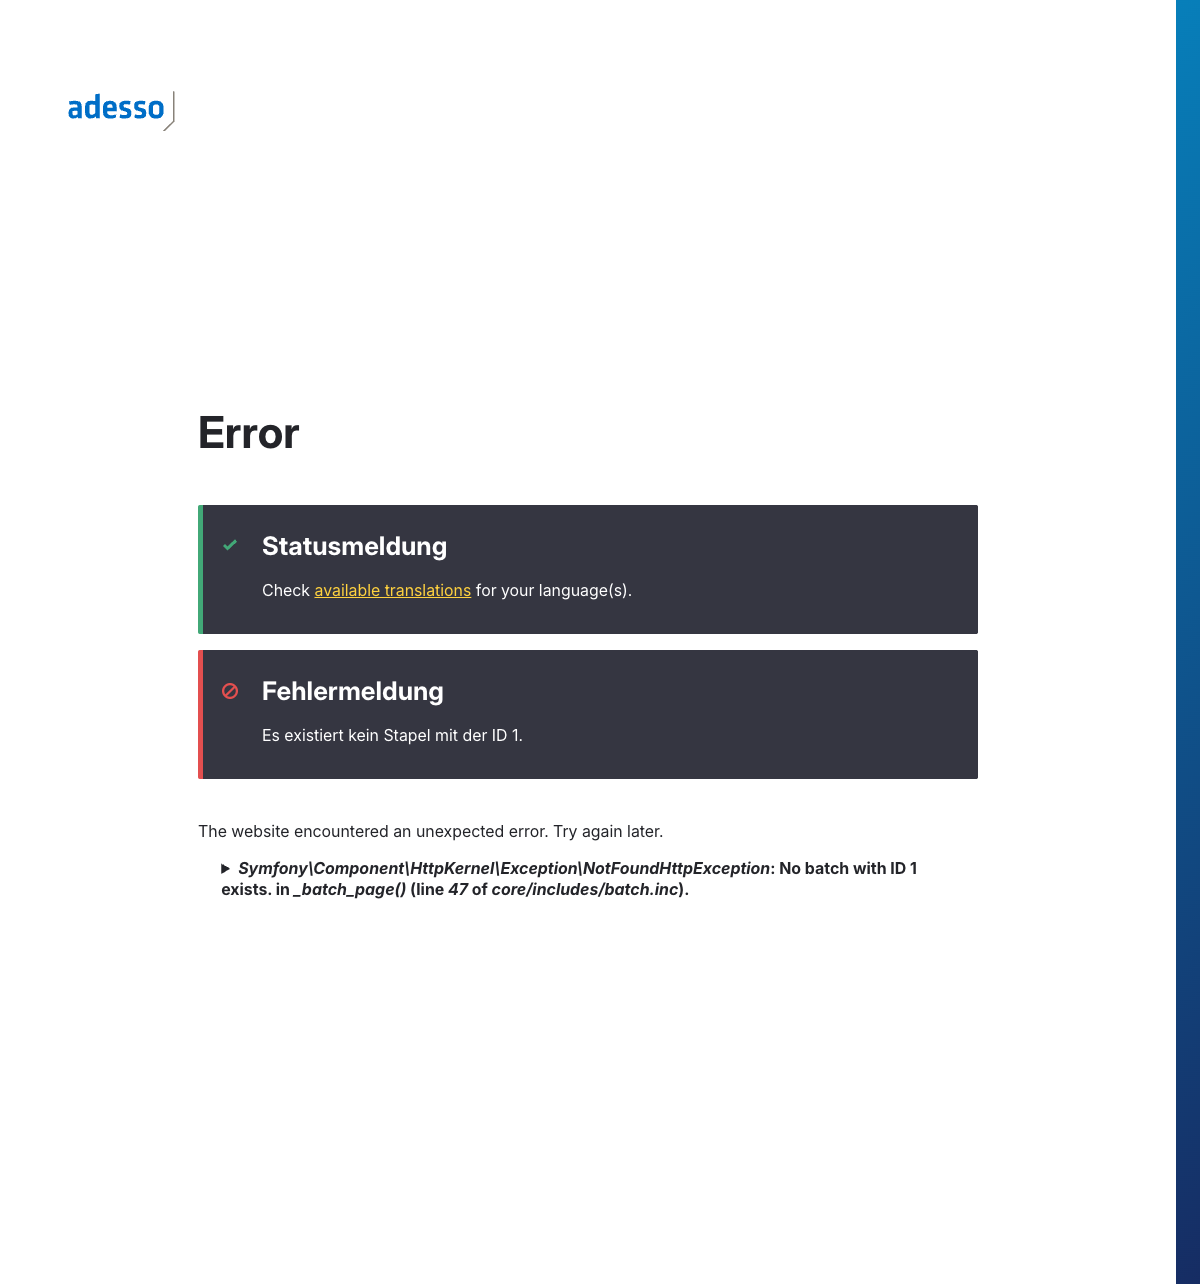 adesso
Error
Statusmeldung
Check available translations for your language(s).
Fehlermeldung
Es existiert kein Stapel mit der ID 1.
The website encountered an unexpected error. Try again later.
Symfony\Component\HttpKernel\Exception\NotFoundHttpException: No batch with ID 1
exists. in _batch_page() (line 47 of core/includes/batch.inc).